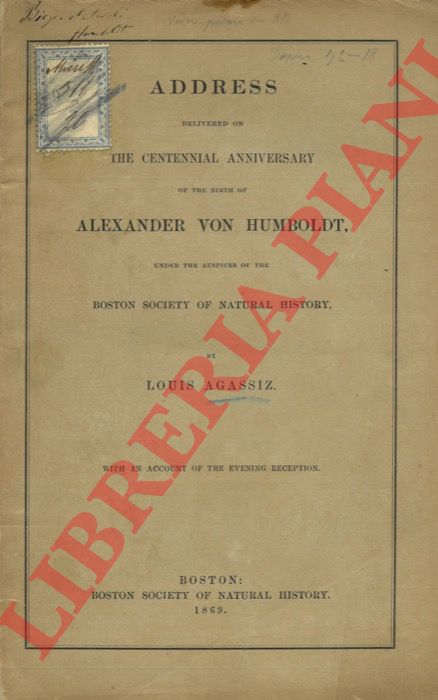 Humboldt
ADDRESS
DELIVERED ON
THE CENTENNIAL ANNIVERSARY
OF THE BIRTH OF
ALEXANDER VON HUMBOLDT,
UNDER THE AUSPICES OF THE
BOSTON SOCIETY OF NATURAL HISTORY,
BY
LOUIS AGASSIZ.
WITH AN ACCOUNT OF THE EVENING RECEPTION.
BOSTON:
BOSTON SOCIETY OF NATURAL HISTORY.
1869.
LIBRERIA PIANI